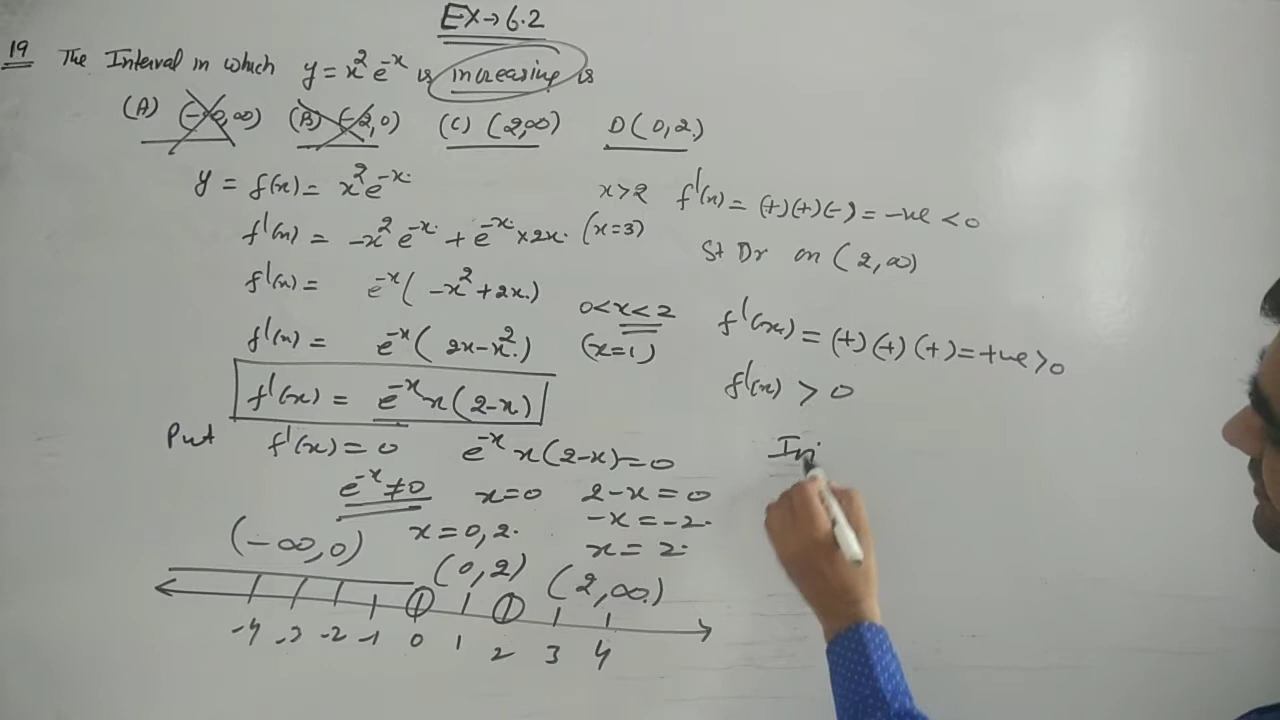 EX→6.2
19 The Interval in which y = x²e⁻ˣ is increasing is
(A) (-∞,∞) (B) (-2,0) (C) (2,∞) D(0,2)
y = f(x) = x²e⁻ˣ
f'(x) = -x²e⁻ˣ + e⁻ˣ×2x
f'(x) = e⁻ˣ(-x²+2x)
f'(x) = e⁻ˣ(2x-x²)
f'(x) = e⁻ˣx(2-x)
Put f'(x)=0 e⁻ˣx(2-x)=0
e⁻ˣ≠0 x=0 2-x=0
-x=-2
x=0,2 x=2
(-∞,0) (0,2) (2,∞)
-4 -3 -2 -1 0 1 2 3 4
x>2 f'(x) = (+)(+)(-) = -ve <0
(x=3)
St Dr on (2,∞)
0<x<2 f'(x) = (+)(+)(+)=+ve>0
(x=1)
f'(x) > 0